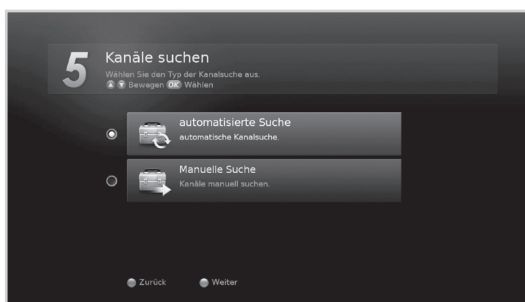 5
Kanäle suchen
Wählen Sie den Typ der Kanalsuche aus.
Bewegen OK Wählen
automatisierte Suche
automatische Kanalsuche.
Manuelle Suche
Kanäle manuell suchen.
Zurück Weiter